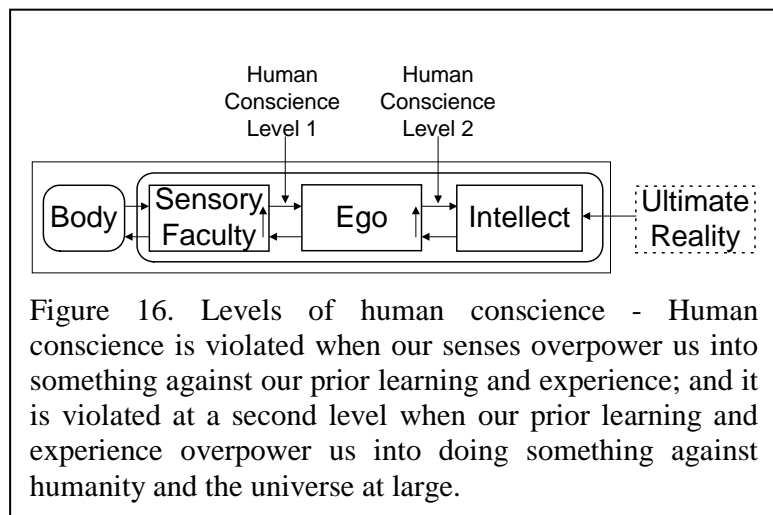 Human
Conscience
Level 1
Human
Conscience
Level 2
Body
Sensory
Faculty
Ego
Intellect
Ultimate
Reality
Figure 16. Levels of human conscience - Human
conscience is violated when our senses overpower us into
something against our prior learning and experience; and it
is violated at a second level when our prior learning and
experience overpower us into doing something against
humanity and the universe at large.